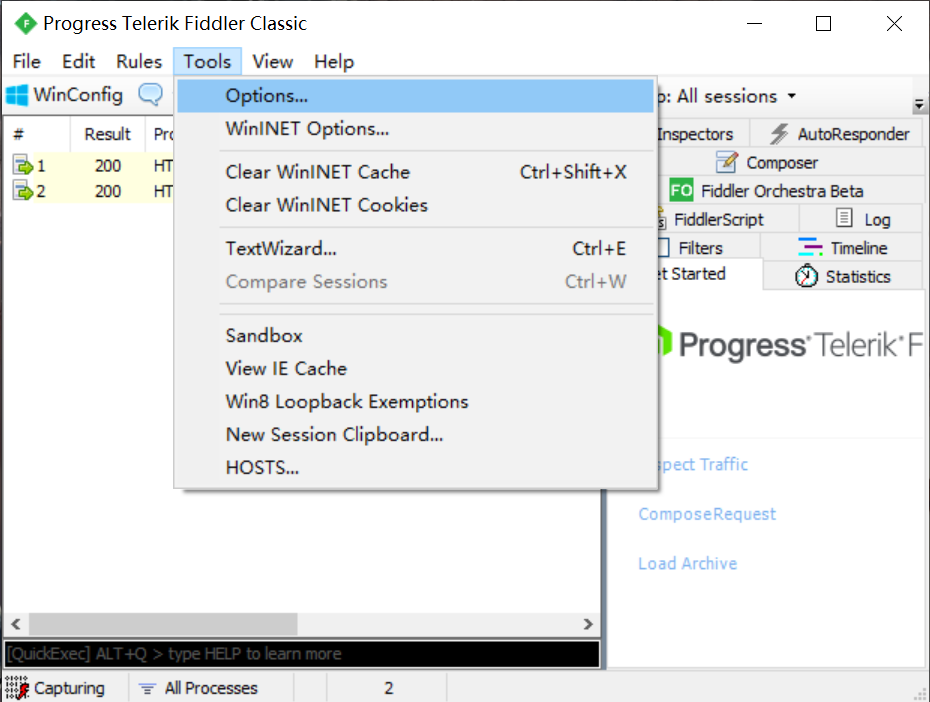 Progress Telerik Fiddler Classic
File Edit Rules Tools View Help
WinConfig
: All sessions
# Result
Inspectors AutoResponder
Composer
FO Fiddler Orchestra Beta
FiddlerScript Log
Filters Timeline
Started Statistics
1 200 HT
2 200 HT
Options...
WinINET Options...
Clear WinINET Cache Ctrl+Shift+X
Clear WinINET Cookies
TextWizard... Ctrl+E
Compare Sessions Ctrl+W
Sandbox
View IE Cache
Win8 Loopback Exemptions
New Session Clipboard...
HOSTS...
Progress Telerik F
spect Traffic
ComposeRequest
Load Archive
[QuickExec] ALT+Q > type HELP to learn more
Capturing All Processes 2